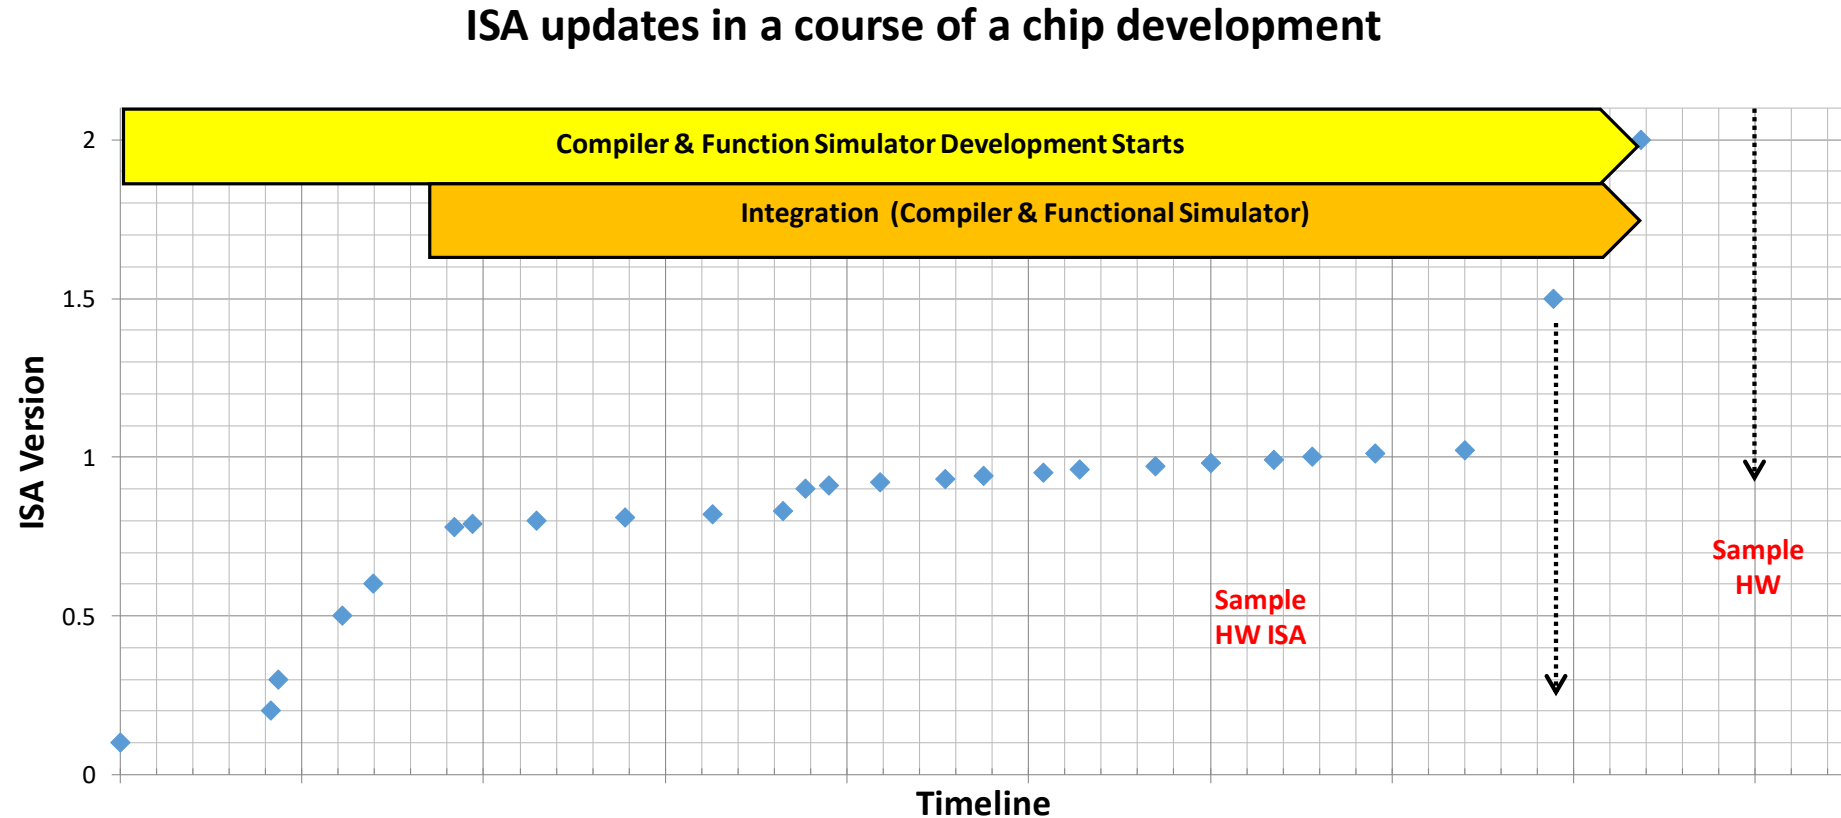 ISA updates in a course of a chip development
Compiler & Function Simulator Development Starts
Integration (Compiler & Functional Simulator)
2
1.5
1
0.5
0
ISA Version
Sample
HW ISA
Sample
HW
Timeline